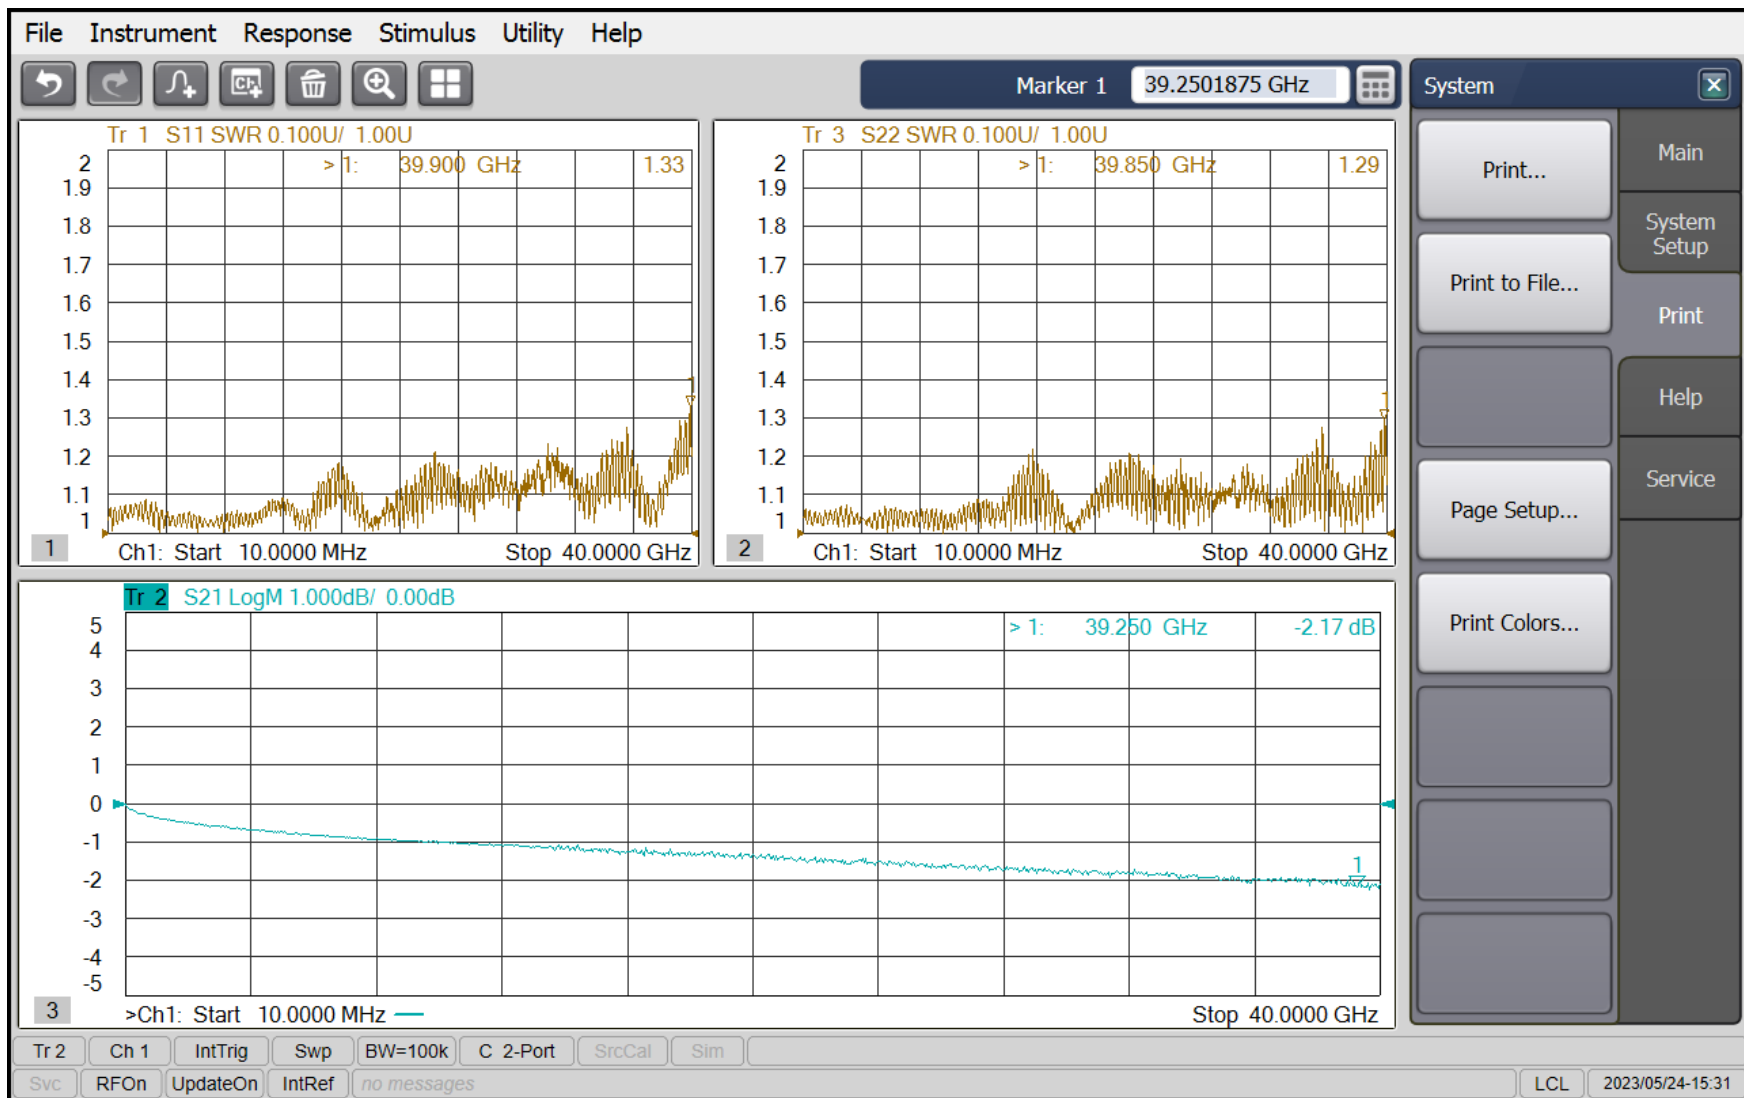 File Instrument Response Stimulus Utility Help
Marker 1 39.2501875 GHz
System
Tr 1 S11 SWR 0.100U/ 1.00U
> 1: 39.900 GHz 1.33
2
1.9
1.8
1.7
1.6
1.5
1.4
1.3
1.2
1.1
1
1
1 Ch1: Start 10.0000 MHz Stop 40.0000 GHz
Tr 3 S22 SWR 0.100U/ 1.00U
> 1: 39.850 GHz 1.29
2
1.9
1.8
1.7
1.6
1.5
1.4
1.3
1.2
1.1
1
1
2 Ch1: Start 10.0000 MHz Stop 40.0000 GHz
Tr 2 S21 LogM 1.000dB/ 0.00dB
> 1: 39.250 GHz -2.17 dB
5
4
3
2
1
0
-1
-2
-3
-4
-5
1
3 >Ch1: Start 10.0000 MHz Stop 40.0000 GHz
Print...
Print to File...
Page Setup...
Print Colors...
Main
System
Setup
Print
Help
Service
Tr 2 Ch 1 IntTrig Swp BW=100k C 2-Port SrcCal Sim
Svc RFOn UpdateOn IntRef no messages LCL 2023/05/24-15:31
Ch